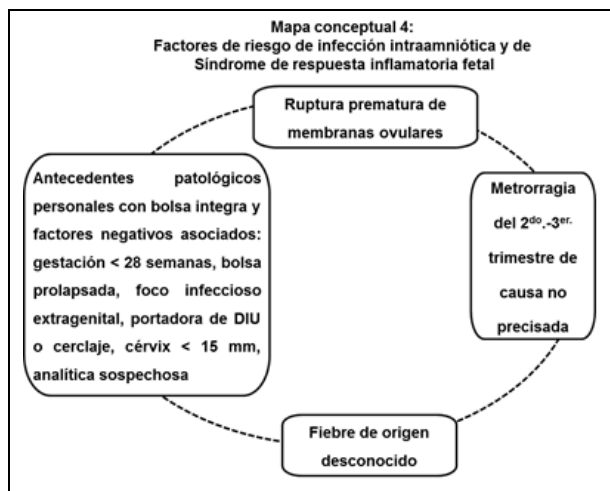 Mapa conceptual 4:
Factores de riesgo de infección intraamniótica y de
Síndrome de respuesta inflamatoria fetal
Ruptura prematura de
membranas ovulares
Antecedentes patológicos
personales con bolsa integra y
factores negativos asociados:
gestación < 28 semanas, bolsa
prolapsada, foco infeccioso
extragenital, portadora de DIU
o cerclaje, cérvix < 15 mm,
analítica sospechosa
Metrorragia
del 2do.-3er.
trimestre de
causa no
precisada
Fiebre de origen
desconocido